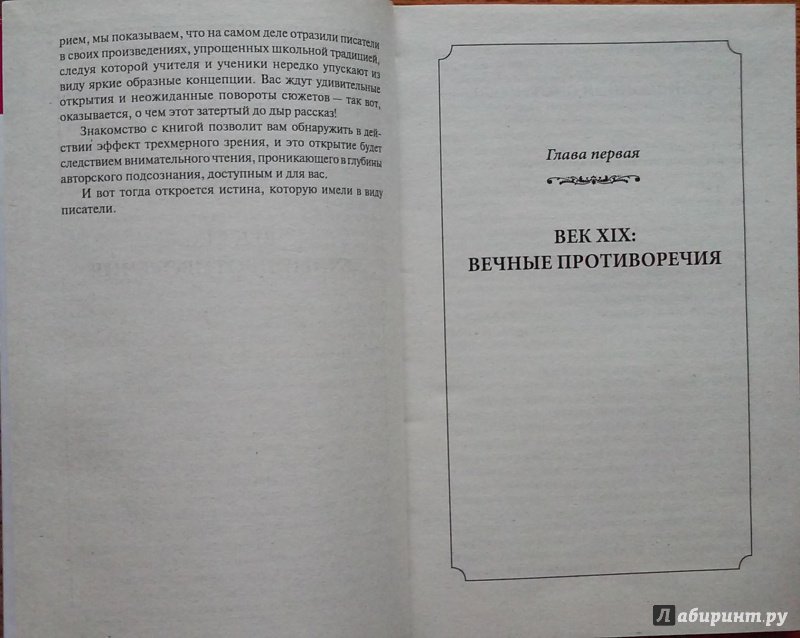 рием, мы показываем, что на самом деле отразили писатели
в своих произведениях, упрощенных школьной традицией,
следуя которой учителя и ученики нередко упускают из
виду яркие образные концепции. Вас ждут удивительные
открытия и неожиданные повороты сюжетов — так вот,
оказывается, о чем этот затертый до дыр рассказ!
Знакомство с книгой позволит вам обнаружить в дей-
ствии эффект трехмерного зрения, и это открытие будет
следствием внимательного чтения, проникающего в глубины
авторского подсознания, доступным и для вас.
И вот тогда откроется истина, которую имели в виду
писатели.
Глава первая
ВЕК XIX:
ВЕЧНЫЕ ПРОТИВОРЕЧИЯ
Лабиринт.ру